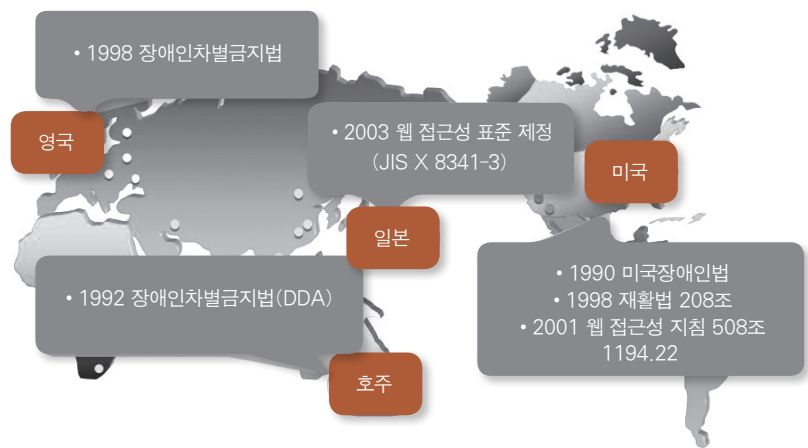 • 1998 장애인차별금지법
영국
• 2003 웹 접근성 표준 제정
(JIS X 8341-3)
일본
미국
• 1990 미국장애인법
• 1998 재활법 208조
• 2001 웹 접근성 지침 508조
1194.22
• 1992 장애인차별금지법(DDA)
호주